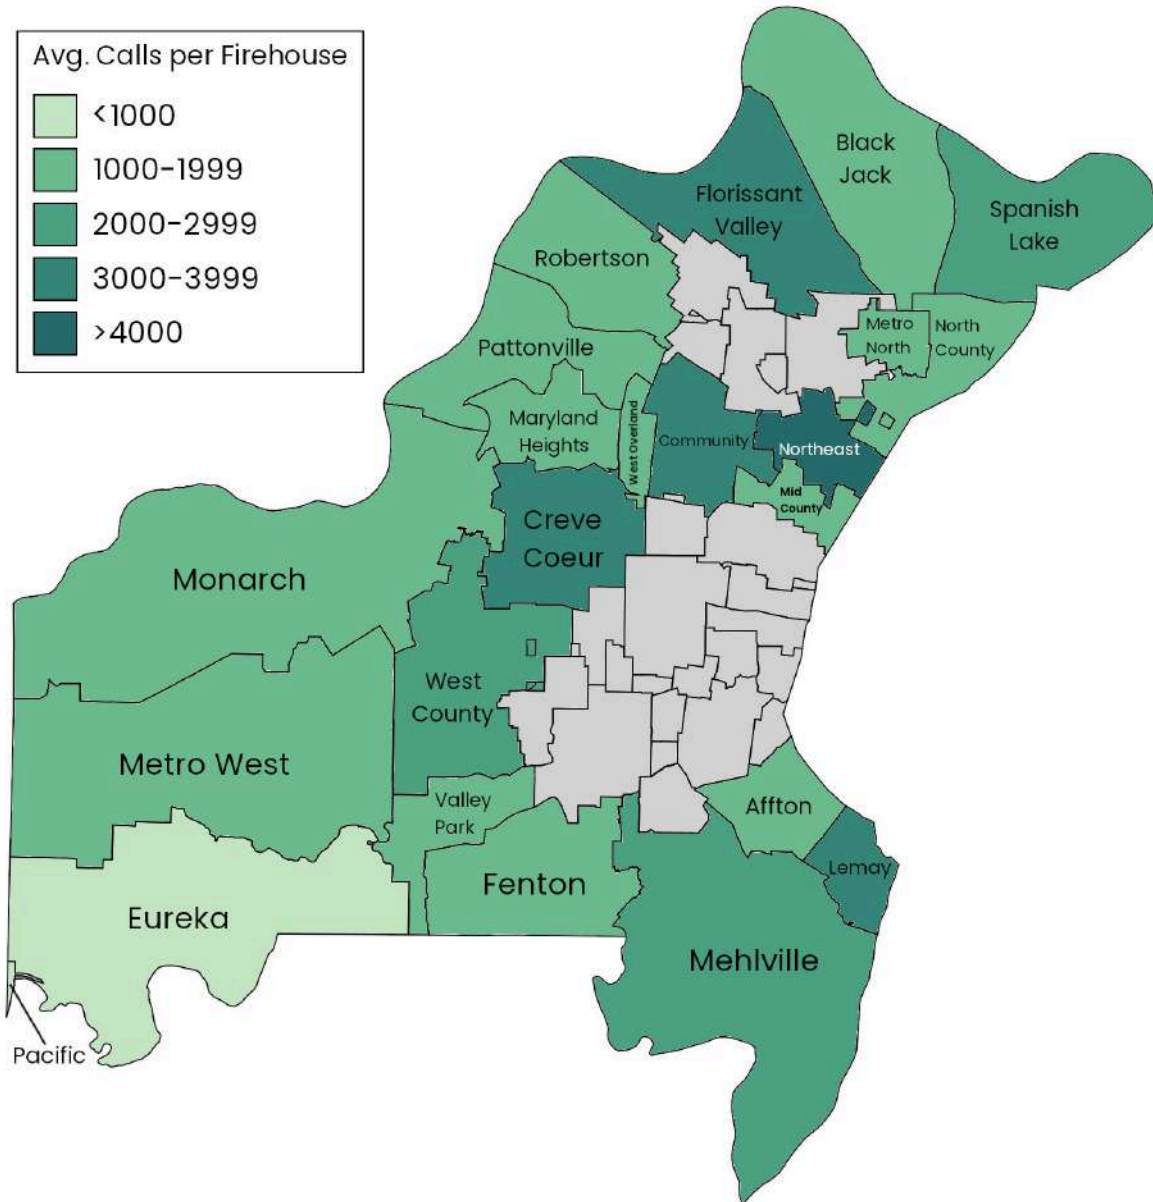 Avg. Calls per Firehouse
<1000
1000-1999
2000-2999
3000-3999
>4000
Black
Jack
Florissant
Valley
Spanish
Lake
Robertson
Metro
North
North
County
Pattonville
Maryland
Heights
West Overland
Community
Northeast
Mid
County
Creve
Coeur
Monarch
West
County
Metro West
Valley
Park
Affton
Lemay
Fenton
Eureka
Mehlville
Pacific